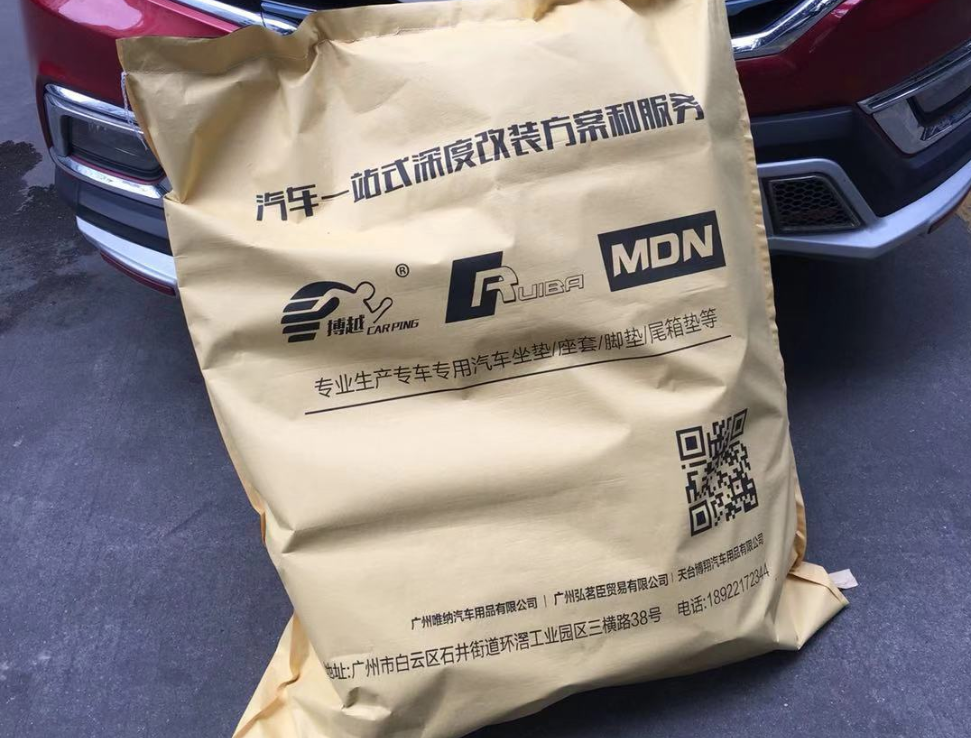 汽车一站式深度改装方案和服务
博越 CARPING ®
RUIBA
MDN
专业生产专车专用汽车坐垫/座套/脚垫/尾箱垫等
广州唯纳汽车用品有限公司 | 广州弘茗臣贸易有限公司 | 天台博翔汽车用品有限公司
地址:广州市白云区石井街道环滘工业园区三横路38号 电话:18922172344